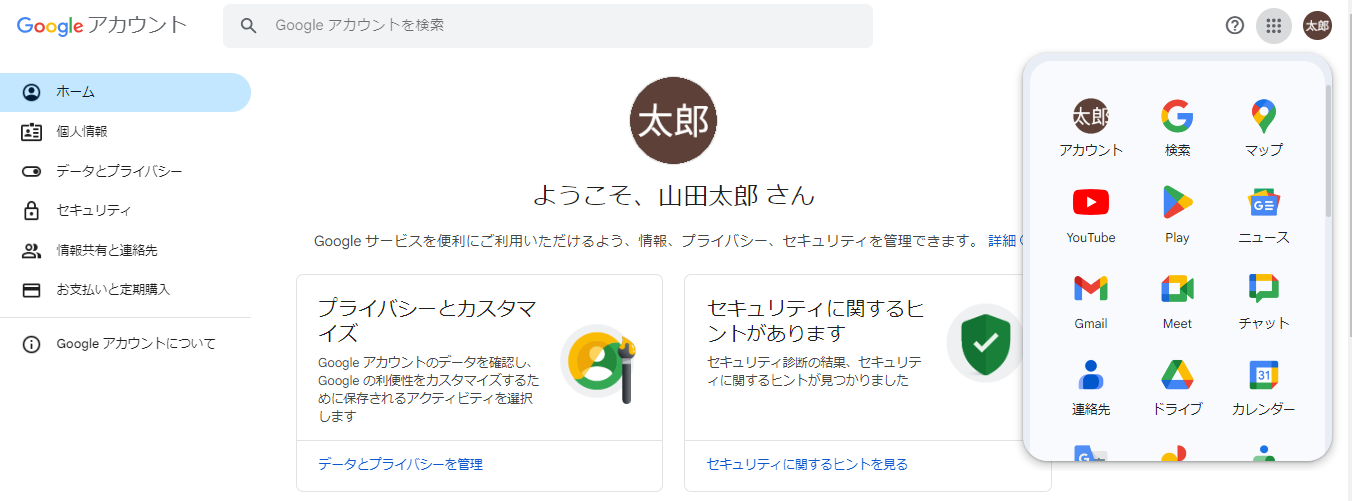 Google アカウント
Google アカウントを検索
太郎
ホーム
個人情報
データとプライバシー
セキュリティ
情報共有と連絡先
お支払いと定期購入
Google アカウントについて
太郎
ようこそ、山田太郎 さん
Google サービスを便利にご利用いただけるよう、情報、プライバシー、セキュリティを管理できます。 詳細
プライバシーとカスタマ
イズ
Google アカウントのデータを確認し、
Google の利便性をカスタマイズするた
めに保存されるアクティビティを選択
します
データとプライバシーを管理
セキュリティに関するヒ
ントがあります
セキュリティ診断の結果、セキュリテ
ィに関するヒントが見つかりました
セキュリティに関するヒントを見る
太郎
アカウント
検索
マップ
YouTube
Play
ニュース
Gmail
Meet
チャット
31
連絡先
ドライブ
カレンダー